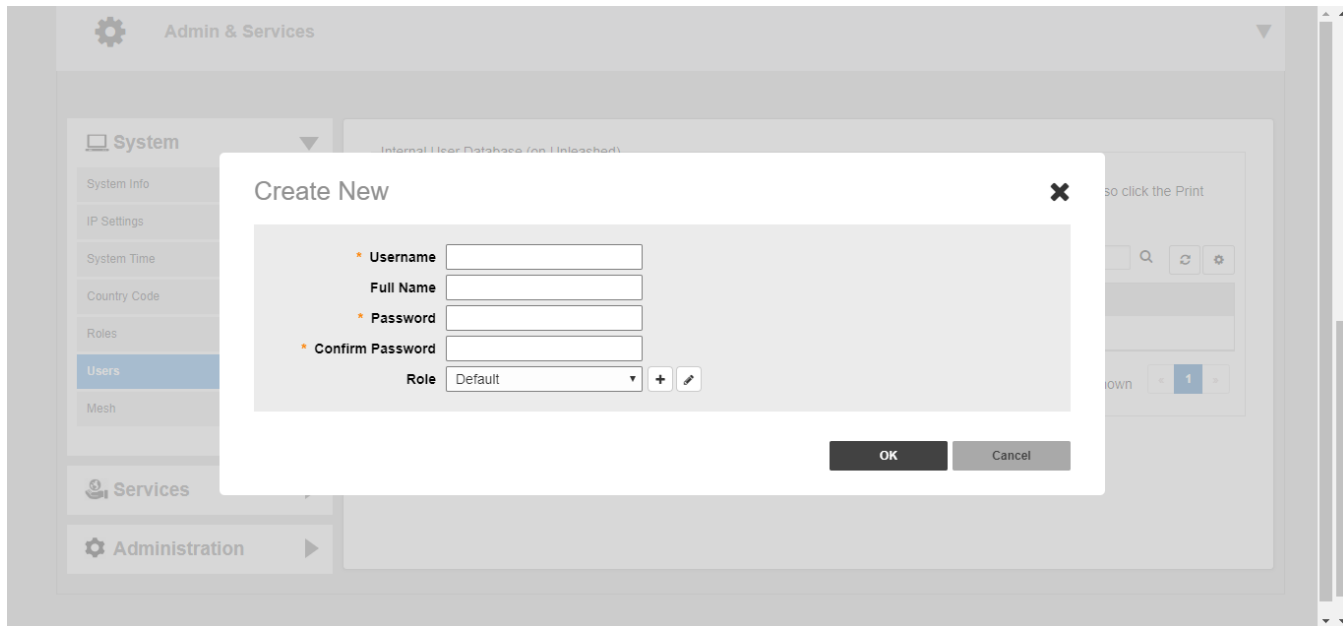 Admin & Services
System
Internal User Database (on Unleashed)
System Info
Create New
so click the Print
IP Settings
* Username
System Time
Full Name
Country Code
* Password
Roles
* Confirm Password
Users
Role Default
1
Mesh
OK Cancel
Services
Administration